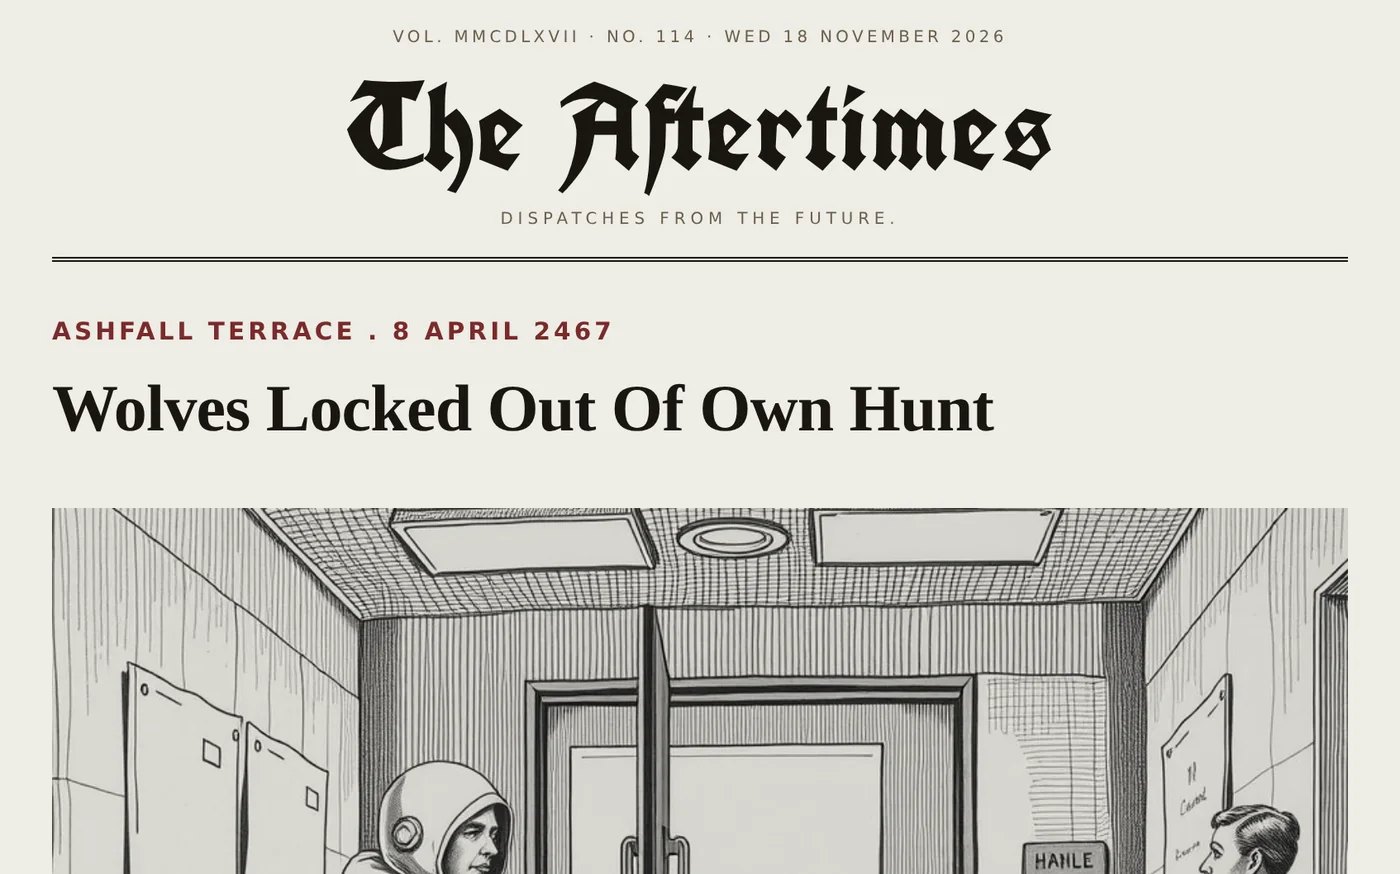 VOL. MMCDLXVII · NO. 114 · WED 18 NOVEMBER 2026
The Aftertimes
DISPATCHES FROM THE FUTURE.
ASHFALL TERRACE . 8 APRIL 2467
Wolves Locked Out Of Own Hunt
HANLE